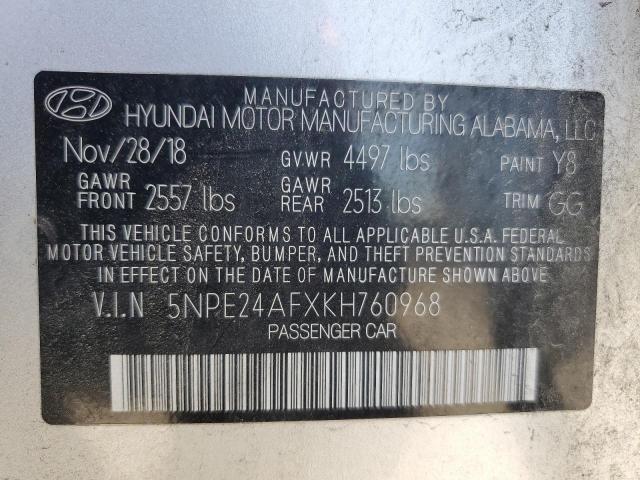 MANUFACTURED BY
HYUNDAI MOTOR MANUFACTURING ALABAMA, LLC
Nov/28/18 GVWR 4497 lbs PAINT Y8
GAWR FRONT 2557 lbs GAWR REAR 2513 lbs TRIM GG
THIS VEHICLE CONFORMS TO ALL APPLICABLE U.S.A. FEDERAL
MOTOR VEHICLE SAFETY, BUMPER, AND THEFT PREVENTION STANDARDS
IN EFFECT ON THE DATE OF MANUFACTURE SHOWN ABOVE.
V.I.N 5NPE24AFXKH760968
PASSENGER CAR